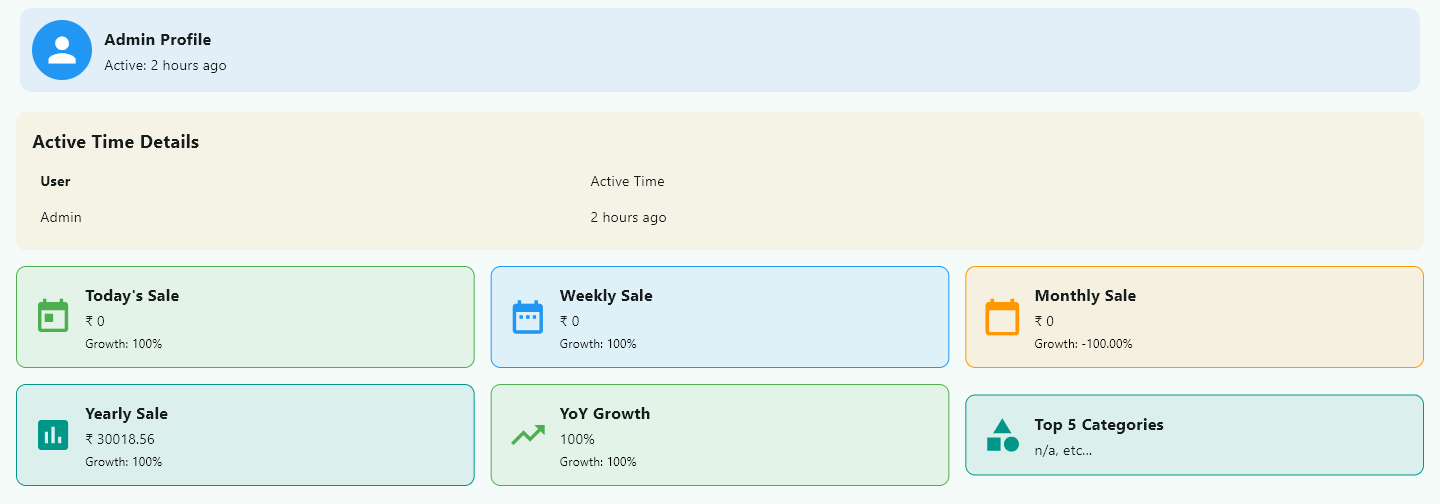 Admin Profile
Active: 2 hours ago
Active Time Details
User Active Time
Admin 2 hours ago
Today's Sale
₹ 0
Growth: 100%
Weekly Sale
₹ 0
Growth: 100%
Monthly Sale
₹ 0
Growth: -100.00%
Yearly Sale
₹ 30018.56
Growth: 100%
YoY Growth
100%
Growth: 100%
Top 5 Categories
n/a, etc...